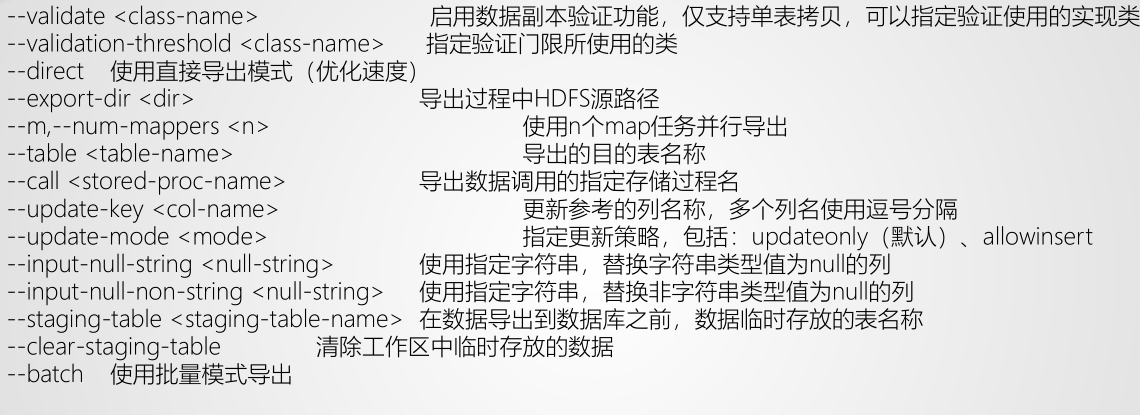 --validate <class-name> 启用数据副本验证功能，仅支持单表拷贝，可以指定验证使用的实现类
--validation-threshold <class-name> 指定验证门限所使用的类
--direct 使用直接导出模式（优化速度）
--export-dir <dir> 导出过程中HDFS源路径
--m,--num-mappers <n> 使用n个map任务并行导出
--table <table-name> 导出的目的表名称
--call <stored-proc-name> 导出数据调用的指定存储过程名
--update-key <col-name> 更新参考的列名称，多个列名使用逗号分隔
--update-mode <mode> 指定更新策略，包括：updateonly（默认）、allowinsert
--input-null-string <null-string> 使用指定字符串，替换字符串类型值为null的列
--input-null-non-string <null-string> 使用指定字符串，替换非字符串类型值为null的列
--staging-table <staging-table-name> 在数据导出到数据库之前，数据临时存放的表名称
--clear-staging-table 清除工作区中临时存放的数据
--batch 使用批量模式导出